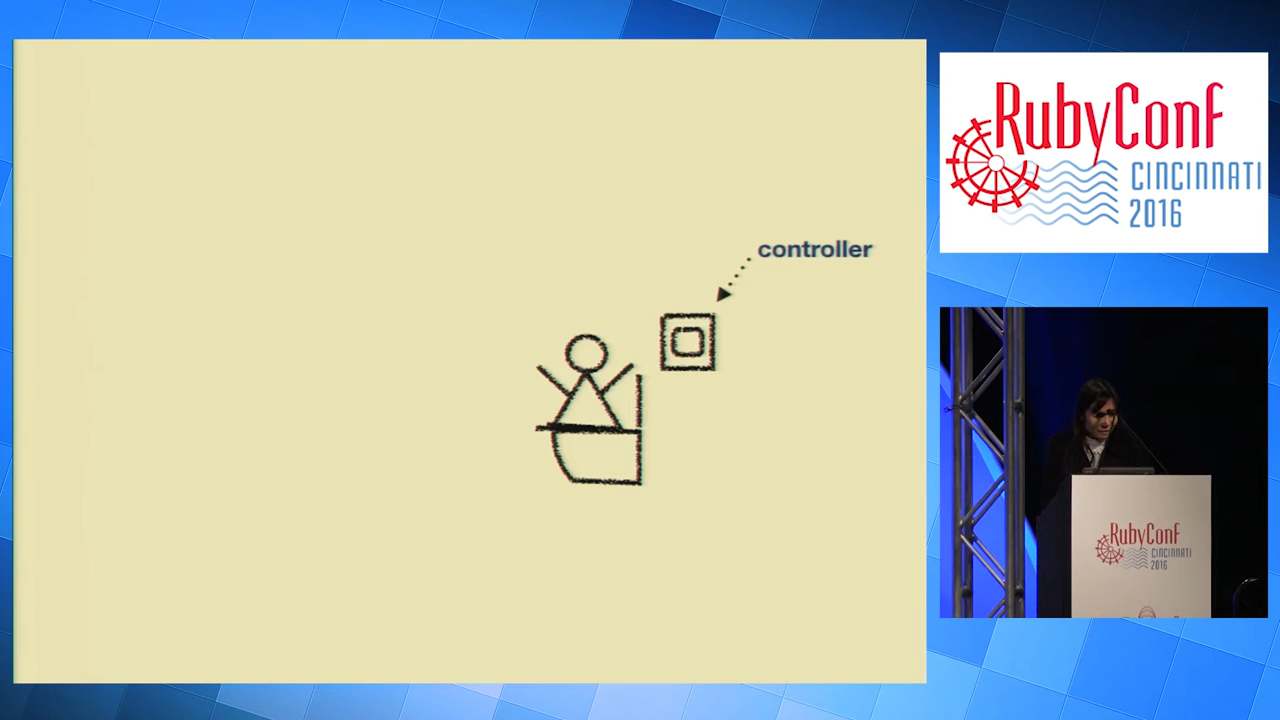 controller
RubyConf
CINCINNATI
2016
RubyConf
CINCINNATI
2016